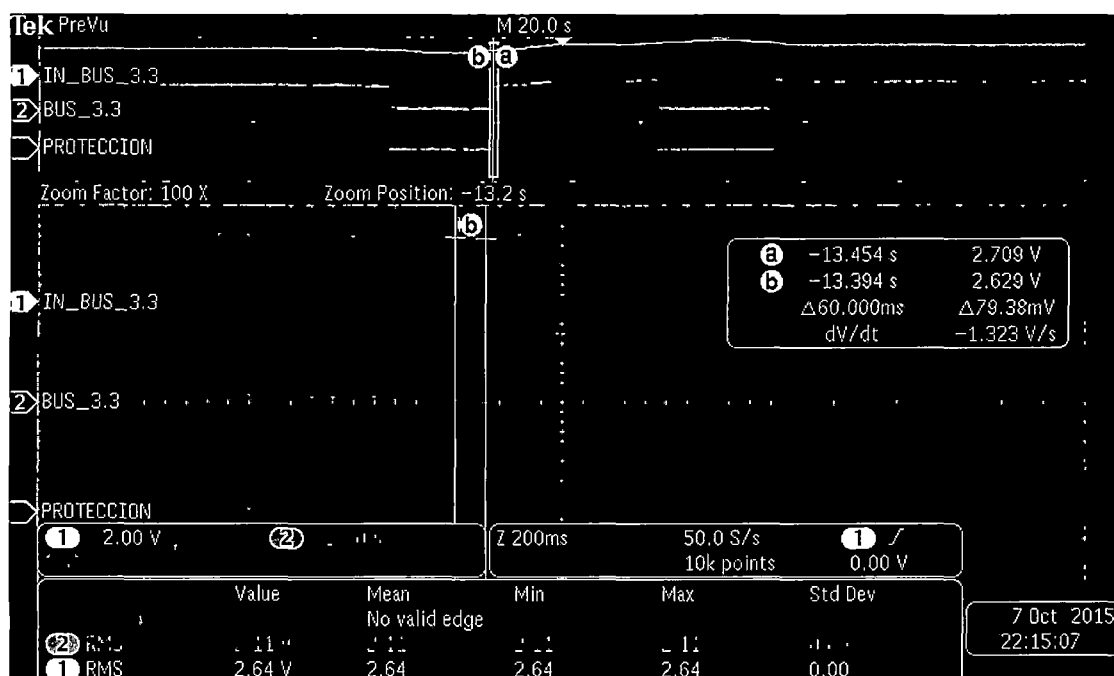 Tek PreVu M 20.0 s
b a
1 IN_BUS_3.3
2 BUS_3.3
PROTECCION
Zoom Factor: 100 X Zoom Position: -13.2 s
b
a -13.454 s 2.709 V
b -13.394 s 2.629 V
Δ60.000ms Δ79.38mV
dV/dt -1.323 V/s
1 IN_BUS_3.3
2 BUS_3.3
PROTECCION
1 2.00 V 2 Z 200ms 50.0 S/s 1
10k points 0.00 V
Value Mean Min Max Std Dev
No valid edge
2 RMS
1 RMS 2.64 V 2.64 2.64 2.64 0.00
7 Oct 2015
22:15:07